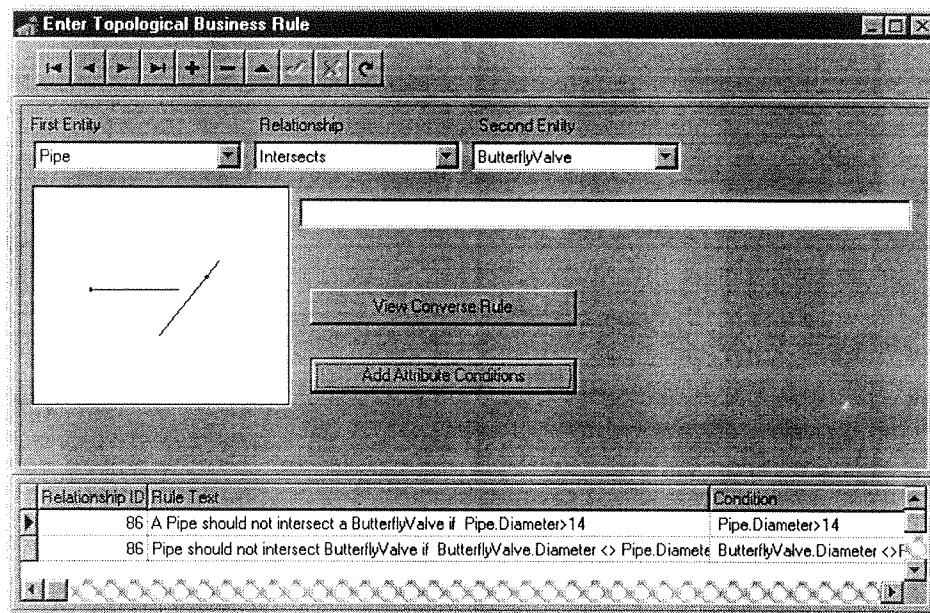 Enter Topological Business Rule
First Entity Relationship Second Entity
Pipe Intersects ButterflyValve
View Converse Rule
Add Attribute Conditions
Relationship ID Rule Text Condition
86 A Pipe should not intersect a ButterflyValve if Pipe.Diameter>14 Pipe.Diameter>14
86 Pipe should not intersect ButterflyValve if ButterflyValve.Diameter <> Pipe.Diamete ButterflyValve.Diameter <>P